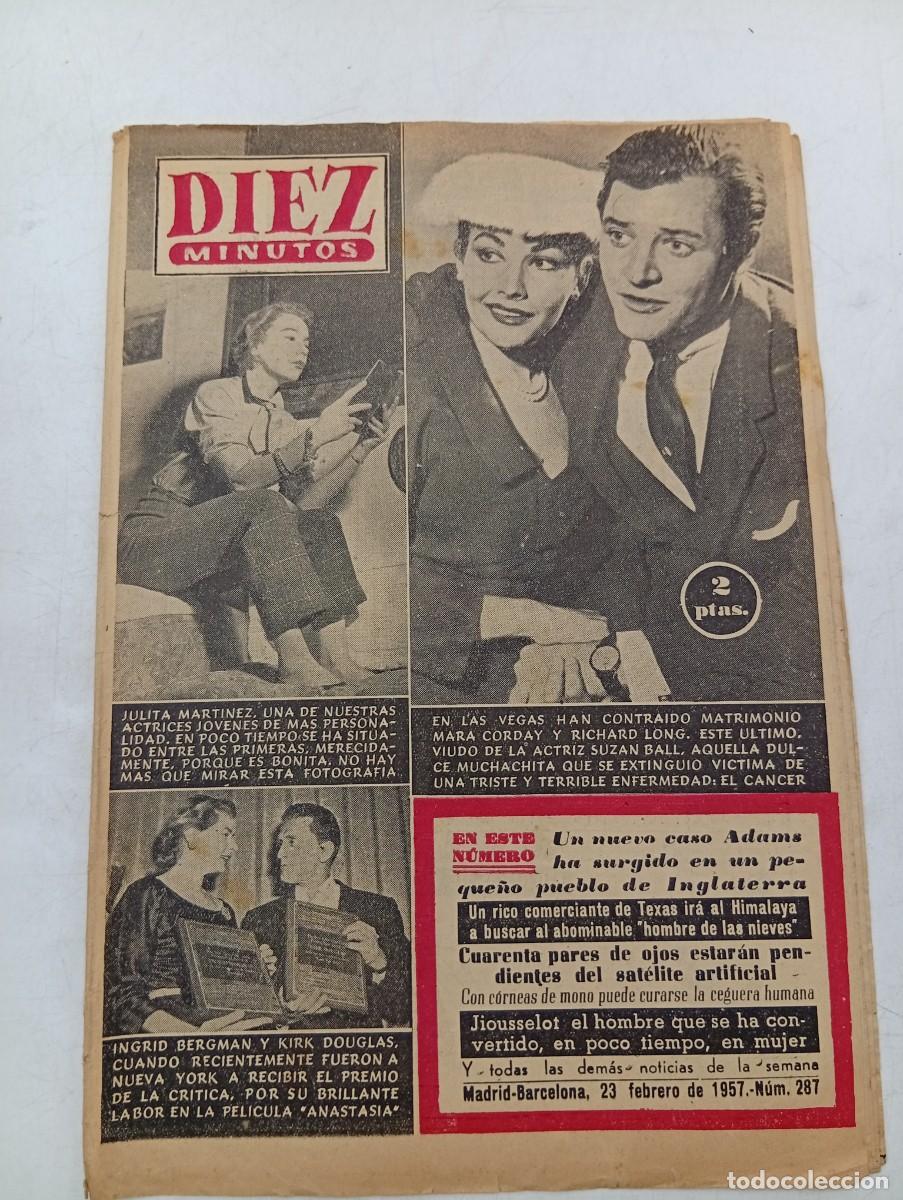 DIEZ
MINUTOS
2
ptas.
JULITA MARTINEZ, UNA DE NUESTRAS
ACTRICES JOVENES DE MAS PERSONA-
LIDAD. EN POCO TIEMPO SE HA SITUA-
DO ENTRE LAS PRIMERAS, MERECIDA-
MENTE, PORQUE ES BONITA. NO HAY
MAS QUE MIRAR ESTA FOTOGRAFIA
EN LAS VEGAS HAN CONTRAIDO MATRIMONIO
MARA CORDAY Y RICHARD LONG. ESTE ULTIMO,
VIUDO DE LA ACTRIZ SUZAN BALL, AQUELLA DUL-
CE MUCHACHITA QUE SE EXTINGUIO VICTIMA DE
UNA TRISTE Y TERRIBLE ENFERMEDAD: EL CANCER
INGRID BERGMAN Y KIRK DOUGLAS,
CUANDO RECIENTEMENTE FUERON A
NUEVA YORK A RECIBIR EL PREMIO
DE LA CRITICA, POR SU BRILLANTE
LABOR EN LA PELICULA "ANASTASIA"
EN ESTE
NÚMERO
Un nuevo caso Adams
ha surgido en un pe-
queño pueblo de Inglaterra
Un rico comerciante de Texas irá al Himalaya
a buscar al abominable "hombre de las nieves"
Cuarenta pares de ojos estarán pen-
dientes del satélite artificial
Con córneas de mono puede curarse la ceguera humana
Jiousselot el hombre que se ha con-
vertido, en poco tiempo, en mujer
Y todas las demás noticias de la semana
Madrid-Barcelona, 23 febrero de 1957.-Núm. 287
todocoleccion